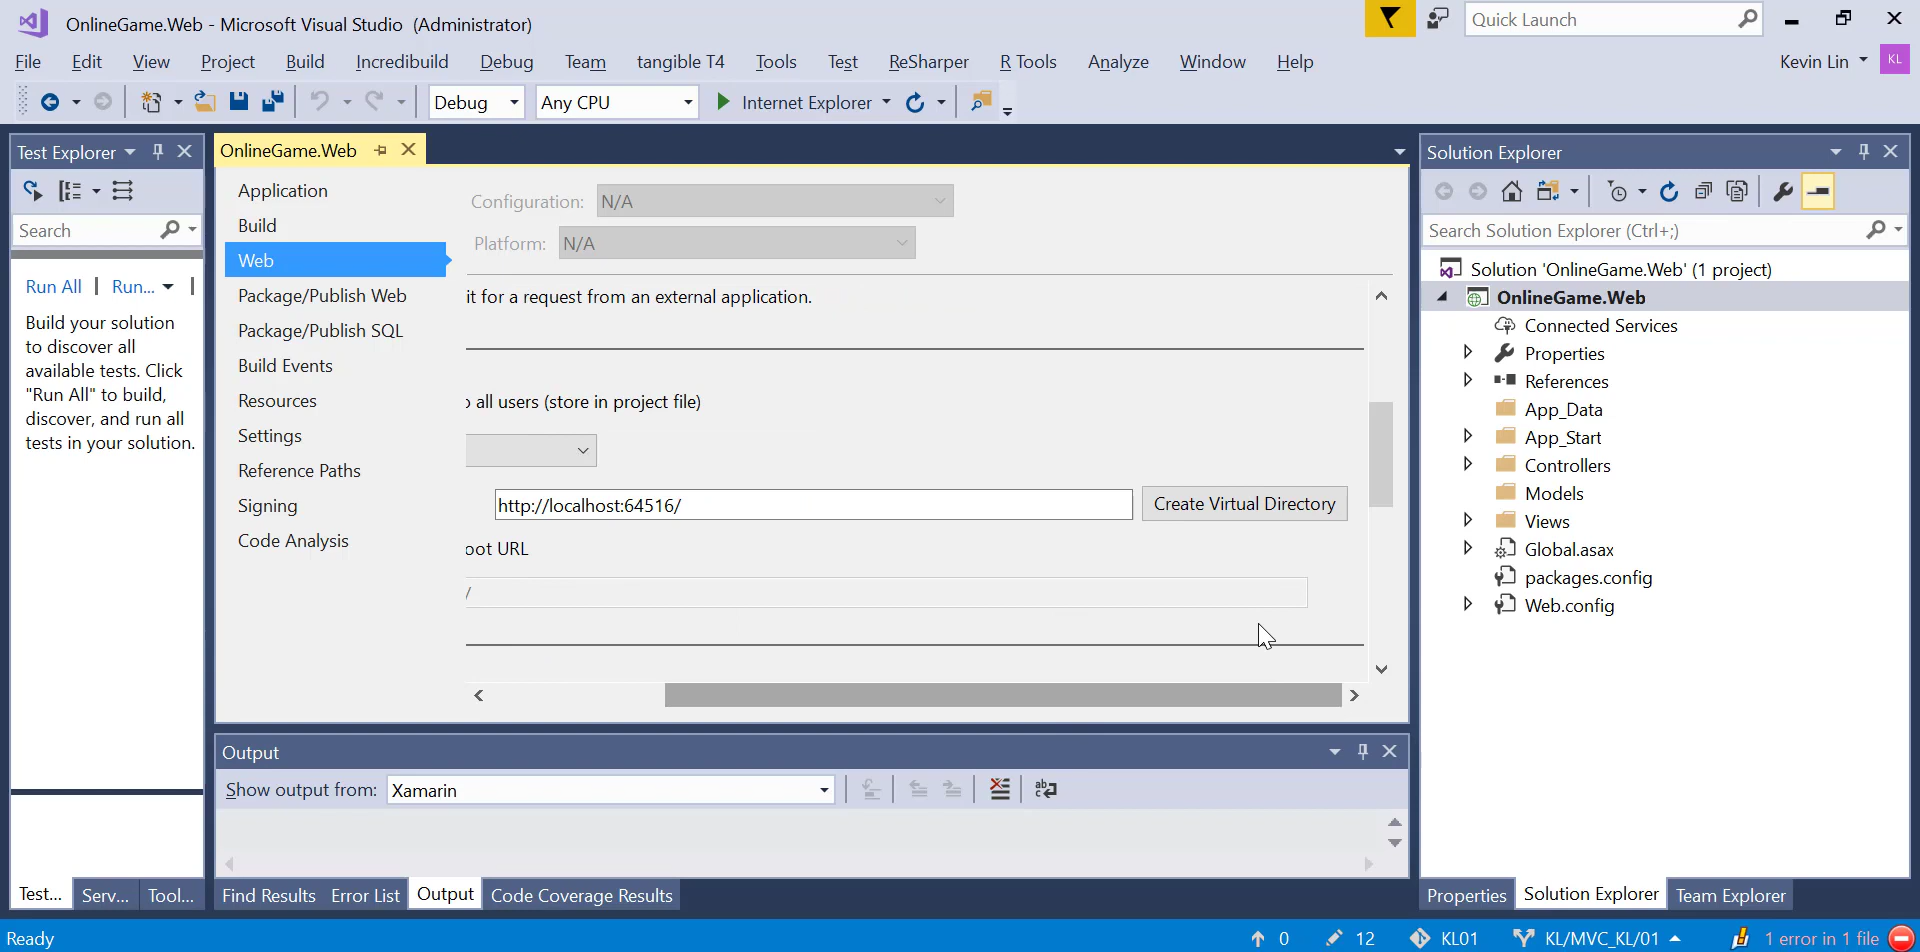 OnlineGame.Web - Microsoft Visual Studio (Administrator)
Quick Launch
File Edit View Project Build Incredibuild Debug Team tangible T4 Tools Test ReSharper R Tools Analyze Window Help
Kevin Lin KL
Debug Any CPU Internet Explorer
Test Explorer
Search
Run All | Run... |
Build your solution
to discover all
available tests. Click
"Run All" to build,
discover, and run all
tests in your solution.
Test... Serv... Tool...
OnlineGame.Web
Application
Build
Web
Package/Publish Web
Package/Publish SQL
Build Events
Resources
Settings
Reference Paths
Signing
Code Analysis
Configuration: N/A
Platform: N/A
it for a request from an external application.
o all users (store in project file)
http://localhost:64516/
Create Virtual Directory
oot URL
/
Output
Show output from: Xamarin
Find Results Error List Output Code Coverage Results
Solution Explorer
Search Solution Explorer (Ctrl+;)
Solution 'OnlineGame.Web' (1 project)
OnlineGame.Web
Connected Services
Properties
References
App_Data
App_Start
Controllers
Models
Views
Global.asax
packages.config
Web.config
Properties Solution Explorer Team Explorer
Ready
0 12 KL01 KL/MVC_KL/01 1 error in 1 file